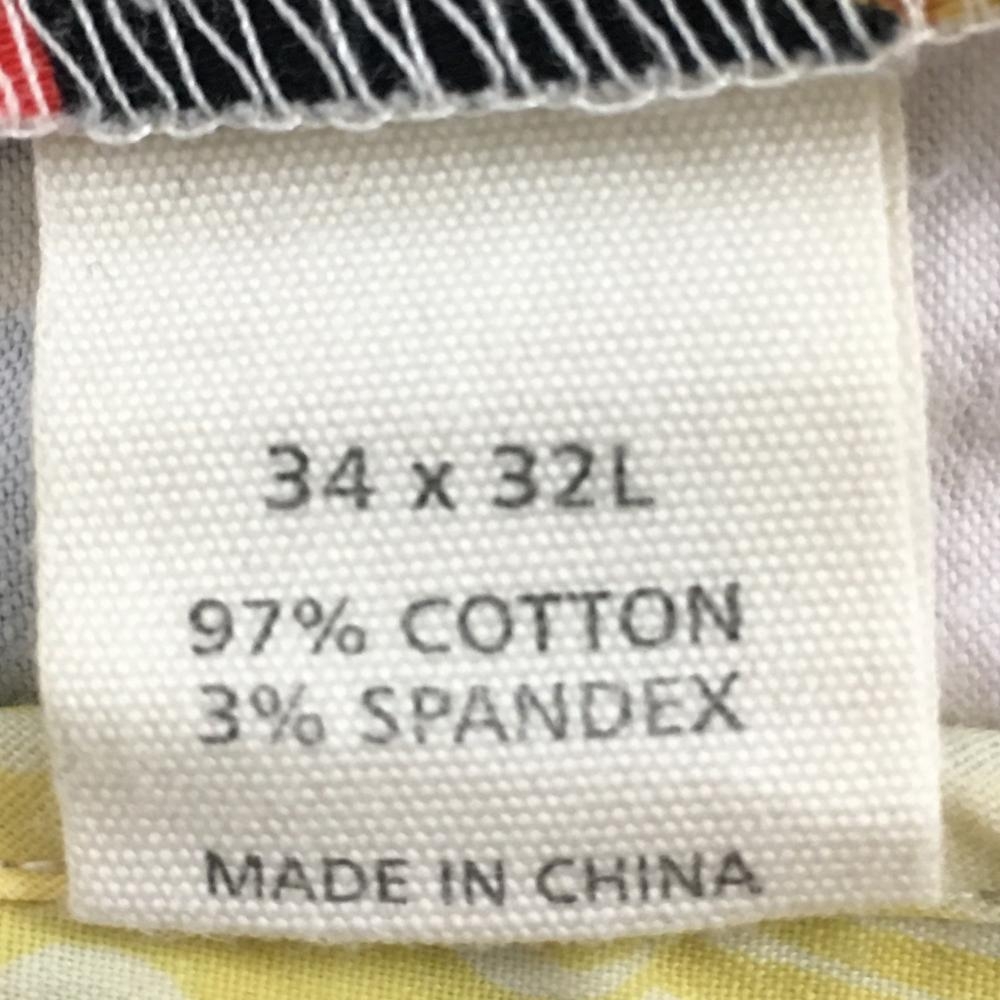 34 x 32L
97% COTTON
3% SPANDEX
MADE IN CHINA